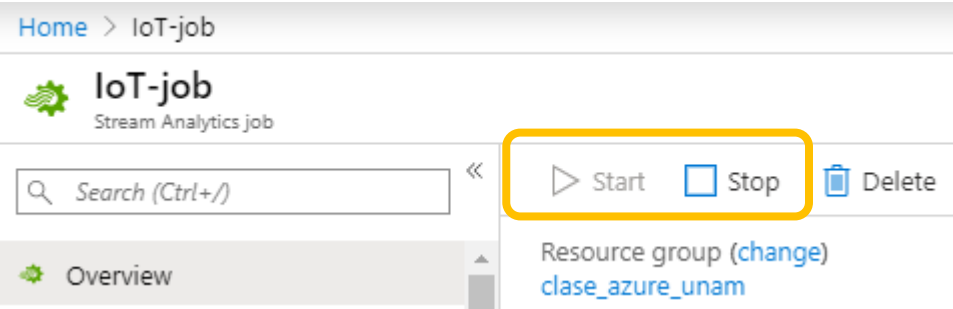 Home > IoT-job
IoT-job
Stream Analytics job
Search (Ctrl+/)
«
Start Stop Delete
Overview
Resource group (change)
clase_azure_unam